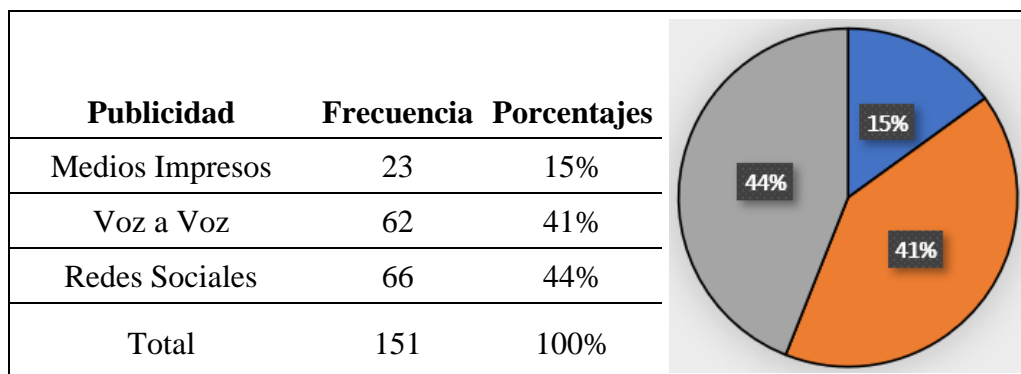 Publicidad Frecuencia Porcentajes
Medios Impresos 23 15%
Voz a Voz 62 41%
Redes Sociales 66 44%
Total 151 100%
15%
44%
41%